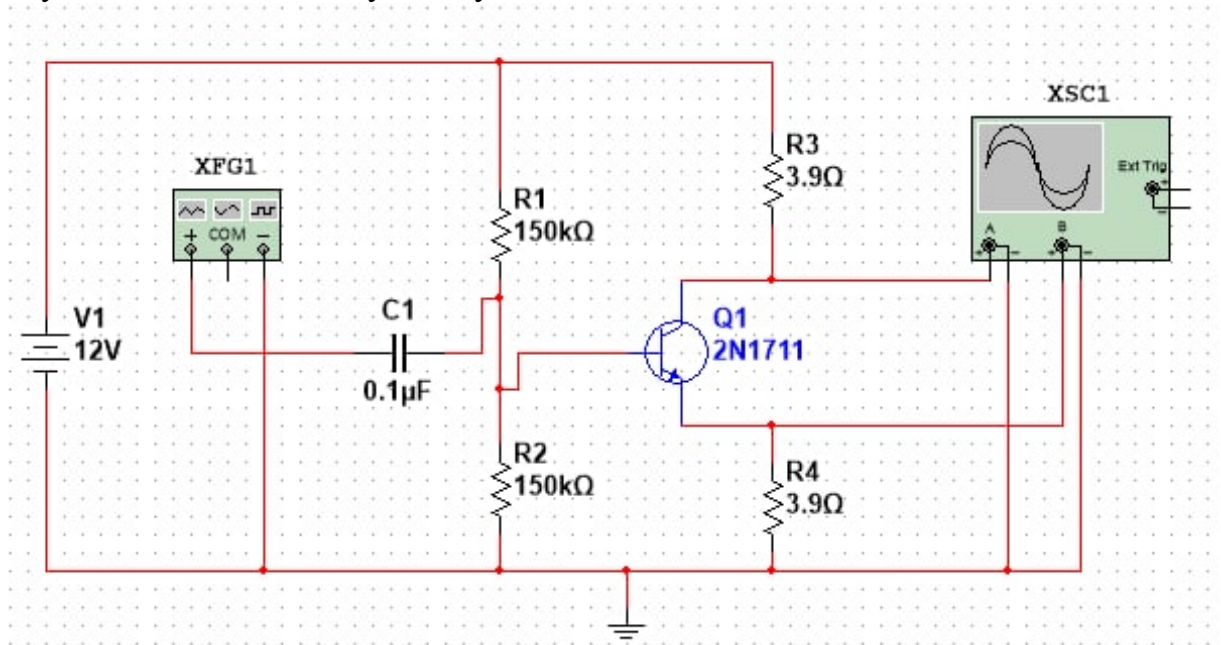 XSC1
Ext Trig
A
B
XFG1
+ COM −
R3
3.9Ω
R1
150kΩ
V1
12V
C1
0.1µF
Q1
2N1711
R2
150kΩ
R4
3.9Ω